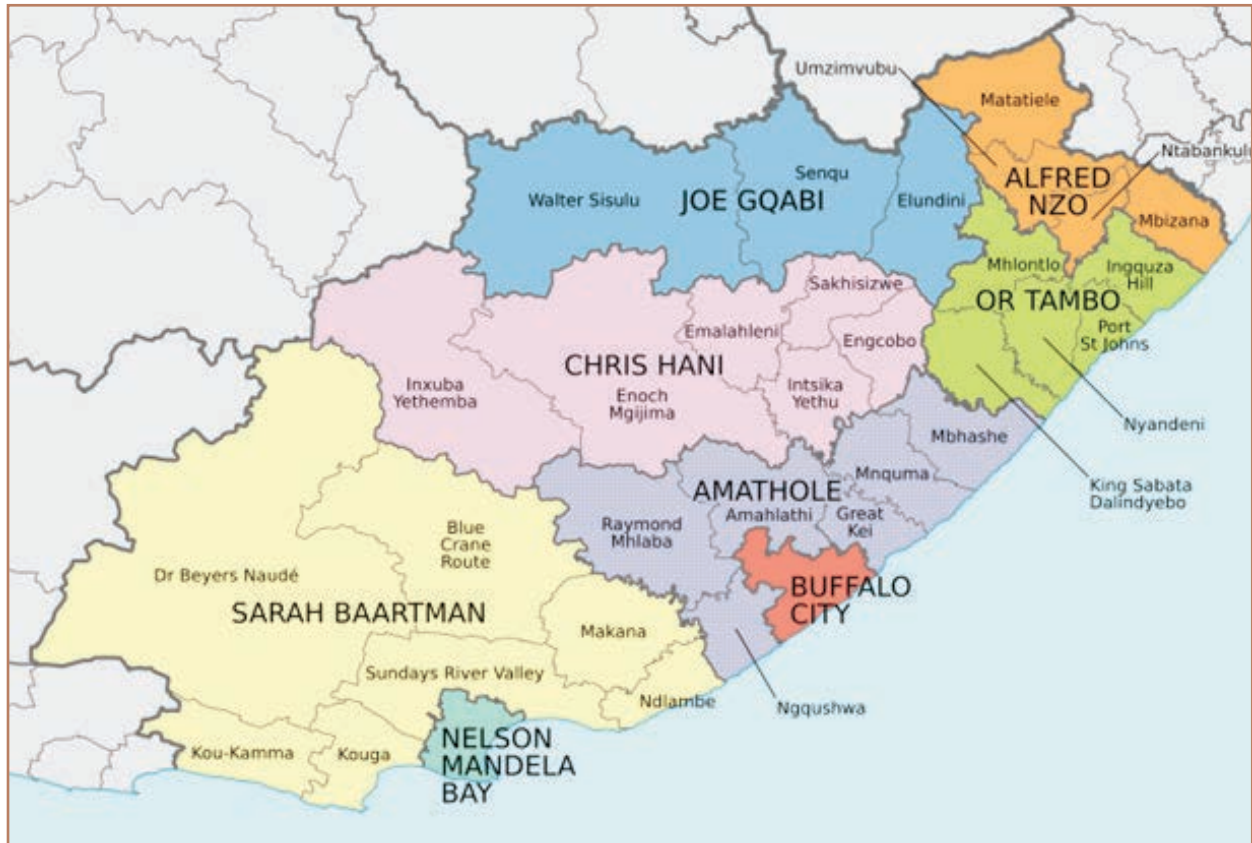 Umzimvubu
Matatiele
Ntabankulu
ALFRED
NZO
Mbizana
Walter Sisulu
JOE GQABI
Senqu
Elundini
Mhlontlo
Ingquza
Hill
OR TAMBO
Port
St Johns
Nyandeni
King Sabata
Dalindyebo
Sakhisizwe
Emalahleni
Engcobo
CHRIS HANI
Inxuba
Yethemba
Enoch
Mgijima
Intsika
Yethu
Mbhashe
Mnquma
AMATHOLE
Amahlathi
Great
Kei
Raymond
Mhlaba
BUFFALO
CITY
Ngqushwa
Blue
Crane
Route
Dr Beyers Naudé
SARAH BAARTMAN
Makana
Sundays River Valley
Ndlambe
Kou-Kamma
Kouga
NELSON
MANDELA
BAY